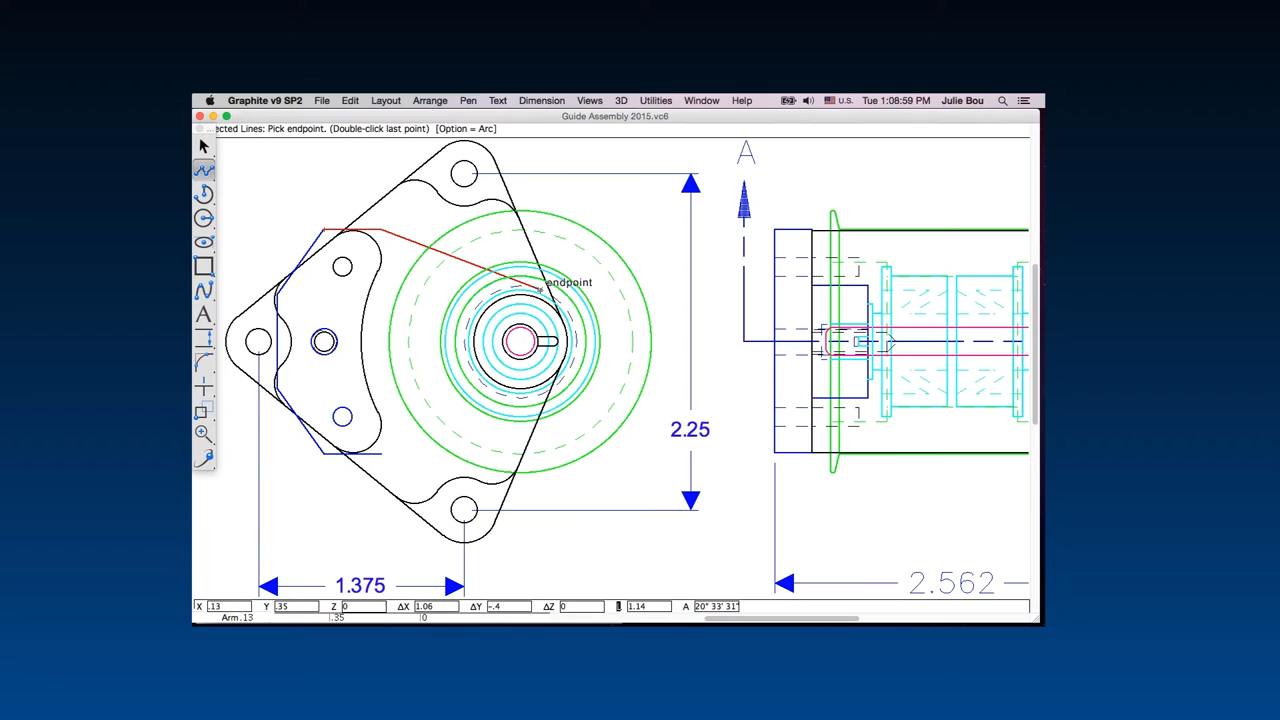 Graphite v9 SP2 File Edit Layout Arrange Pen Text Dimension Views 3D Utilities Window Help U.S. Tue 1:08:59 PM Julie Bou
Guide Assembly 2015.vc6
...ected Lines: Pick endpoint. (Double-click last point) [Option = Arc]
A
endpoint
2.25
1.375
2.562
X .13 Y .35 Z 0 ΔX 1.06 ΔY -.4 ΔZ 0 L 1.14 A 20° 33' 31"
Arm .13 .35 0